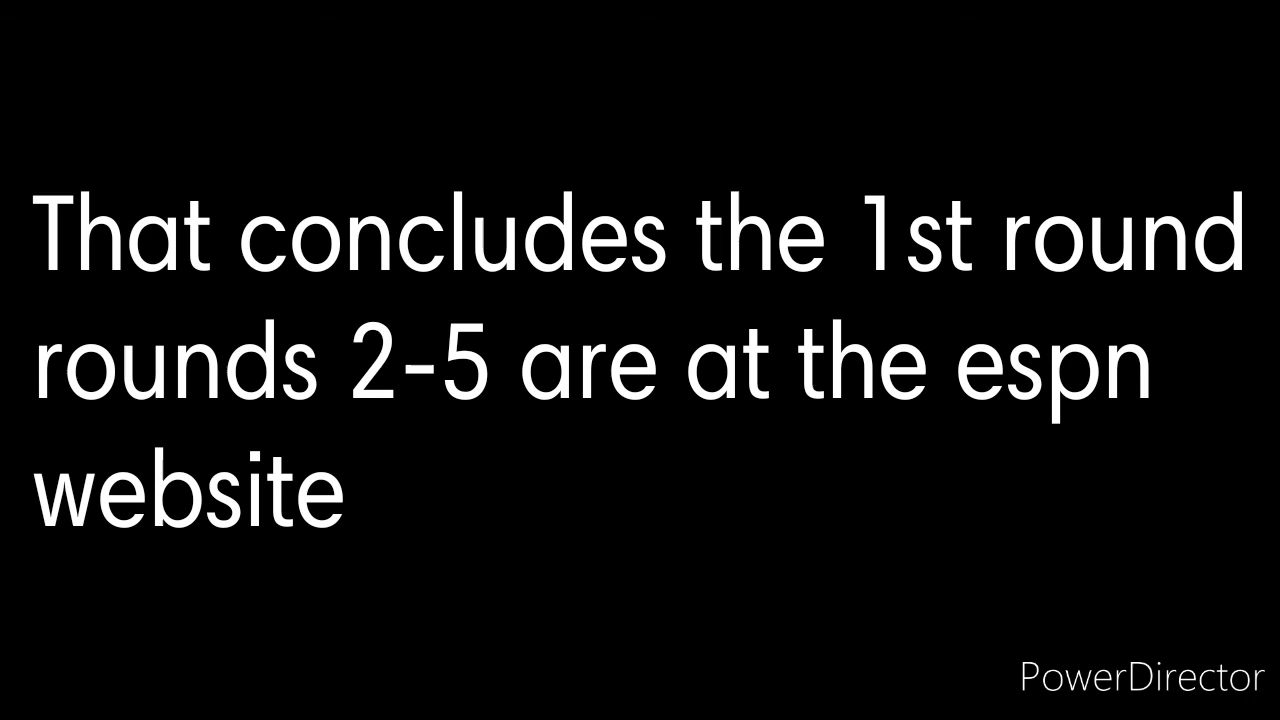 That concludes the 1st round
rounds 2-5 are at the espn
website
PowerDirector